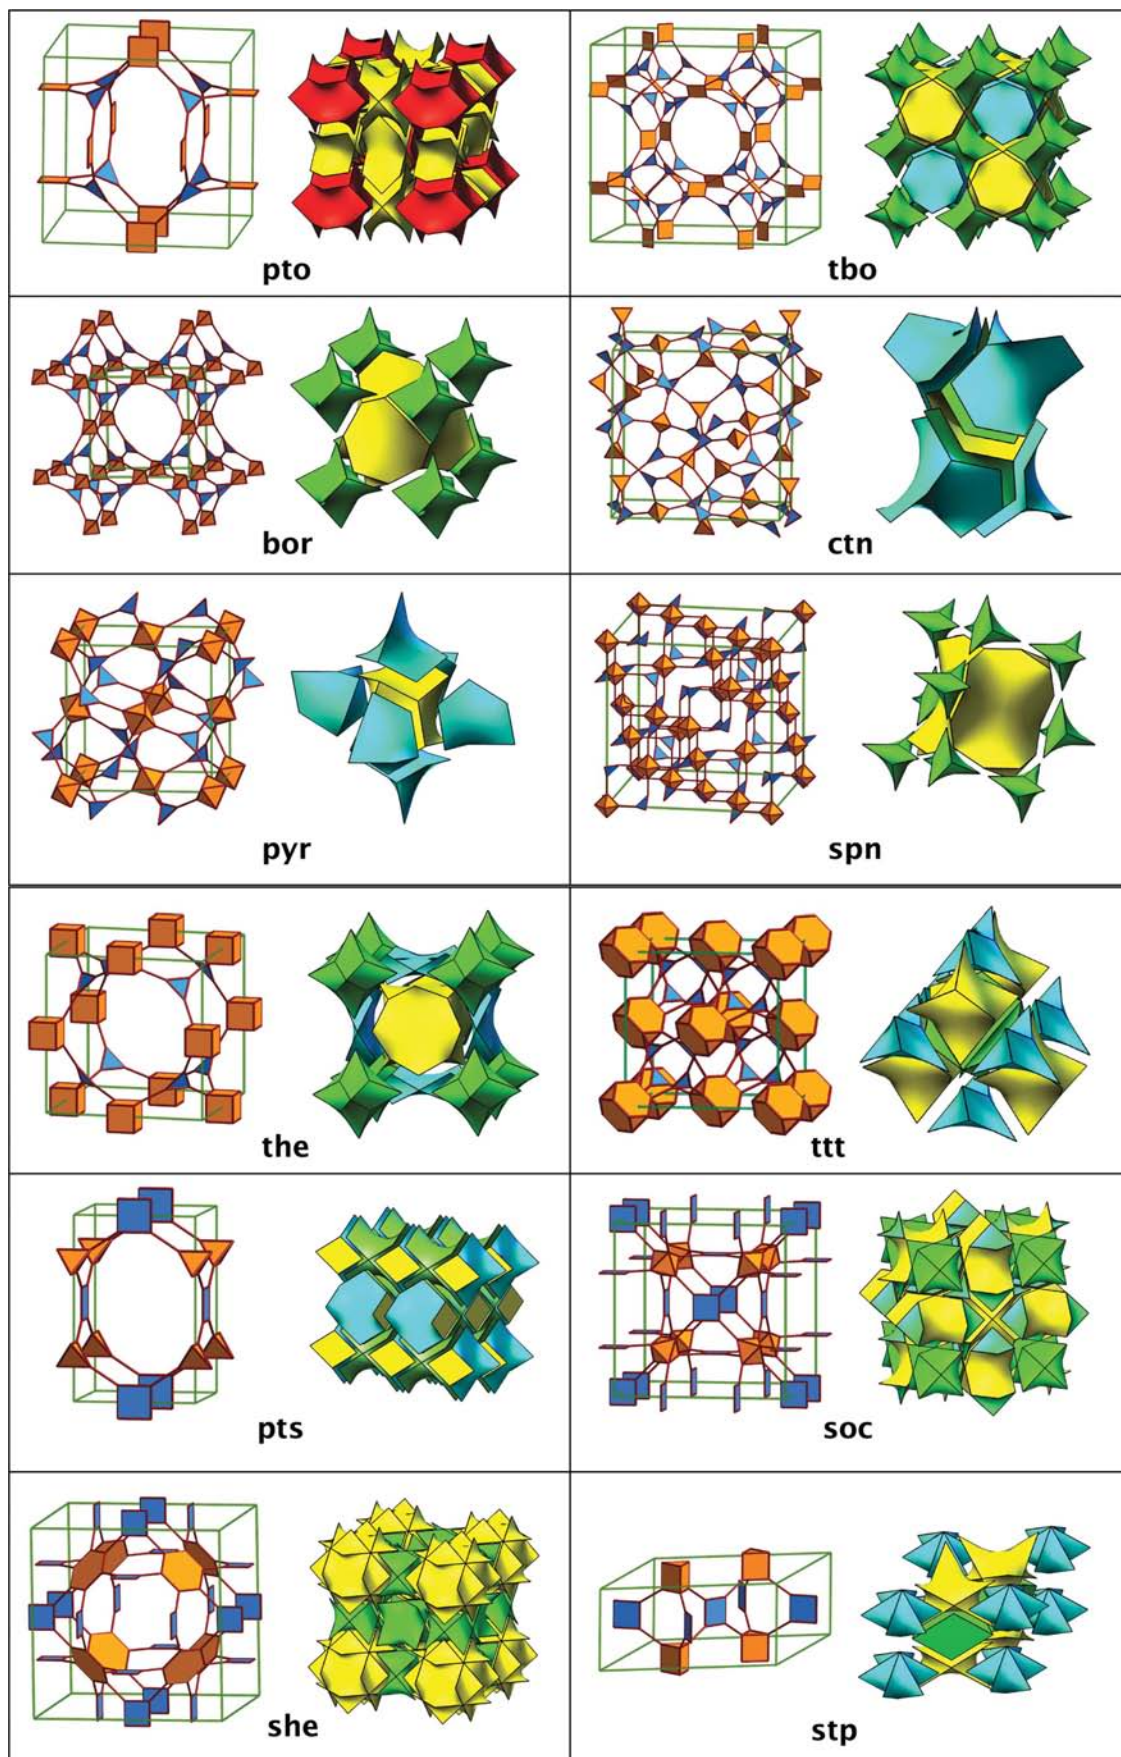 pto
tbo
bor
ctn
pyr
spn
the
ttt
pts
soc
she
stp